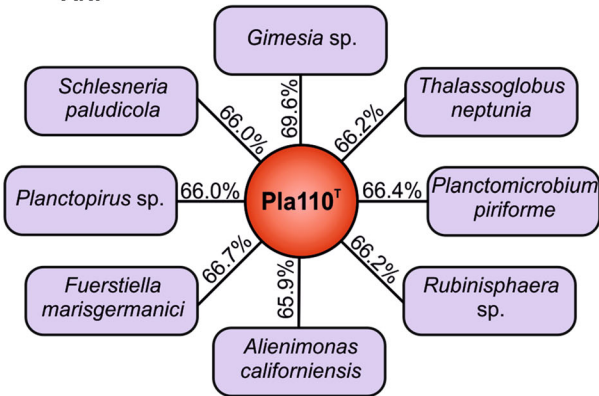 Gimesia sp.
Schlesneria
paludicola
Thalassoglobus
neptunia
66.0%
69.6%
66.2%
Planctopirus sp.
66.0%
Pla110ᵀ
66.4%
Planctomicrobium
piriforme
66.7%
65.9%
66.2%
Fuerstiella
marisgermanici
Rubinisphaera
sp.
Alienimonas
californiensis